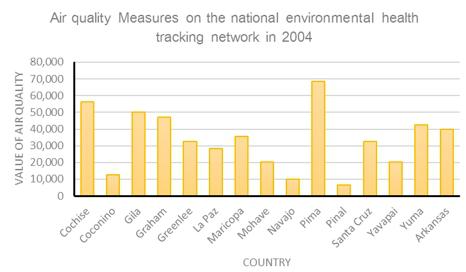 Air quality Measures on the national environmental health
tracking network in 2004
VALUE OF AIR QUALITY
80,000
70,000
60,000
50,000
40,000
30,000
20,000
10,000
0
Cochise
Coconino
Gila
Graham
Greenlee
La Paz
Maricopa
Mohave
Navajo
Pima
Pinal
Santa Cruz
Yavapai
Yuma
Arkansas
COUNTRY